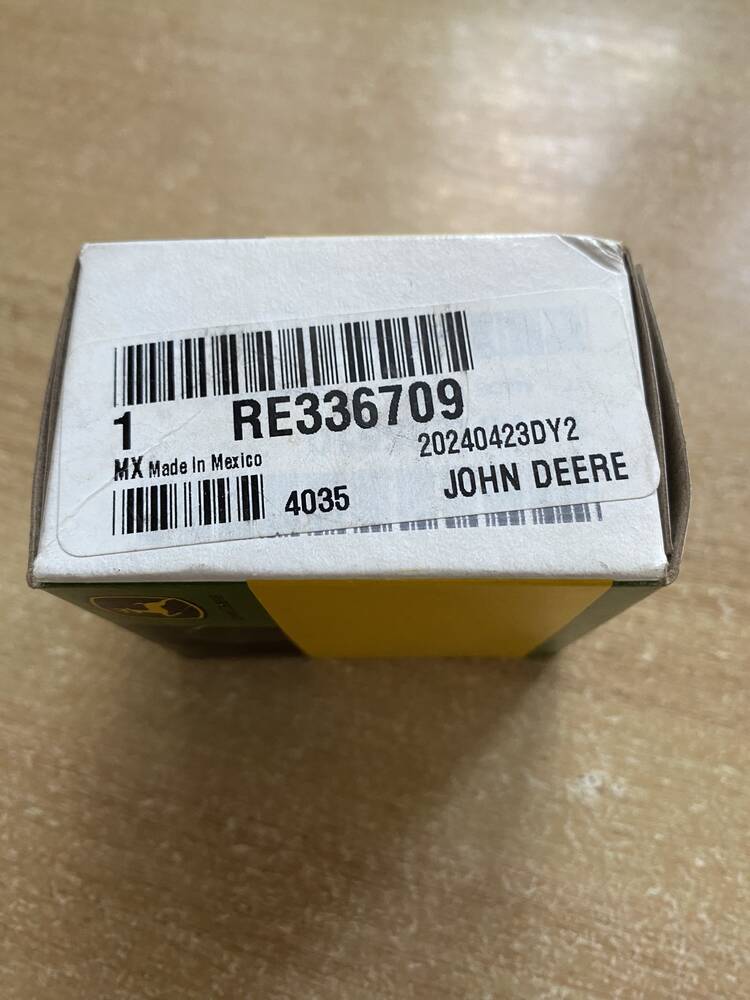 1 RE336709
20240423DY2
MX Made In Mexico
4035 JOHN DEERE